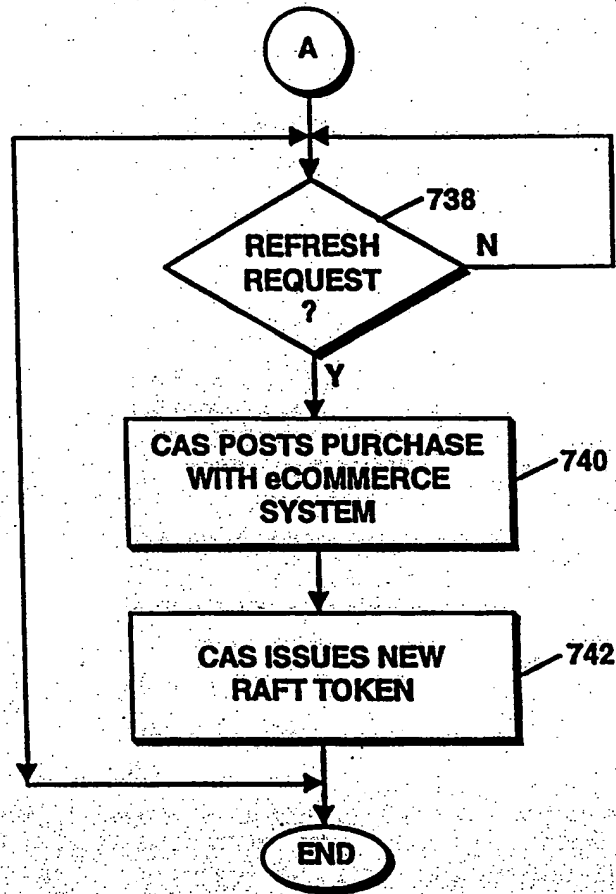 A
738
REFRESH
REQUEST
?
N
Y
CAS POSTS PURCHASE
WITH eCOMMERCE
SYSTEM
740
CAS ISSUES NEW
RAFT TOKEN
742
END